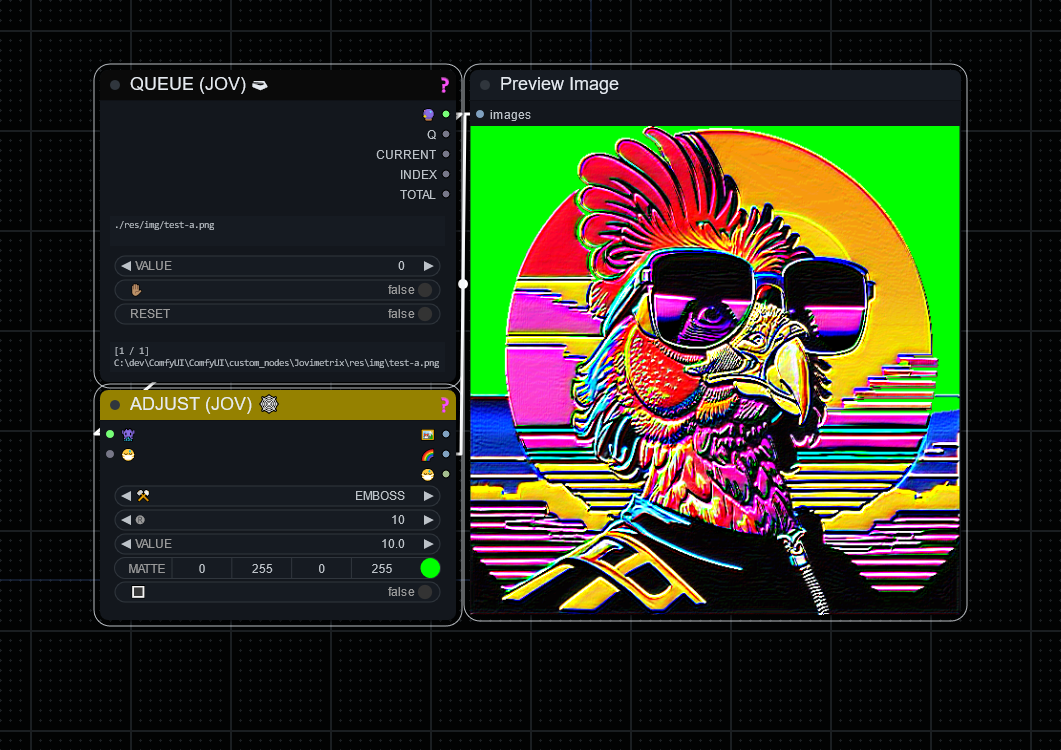 QUEUE (JOV)
?
Q
CURRENT
INDEX
TOTAL
./res/img/test-a.png
VALUE 0
false
RESET false
[1 / 1]
C:\dev\ComfyUI\ComfyUI\custom_nodes\Jovimetrix\res\img\test-a.png
ADJUST (JOV)
?
EMBOSS
10
VALUE 10.0
MATTE 0 255 0 255
false
Preview Image
images